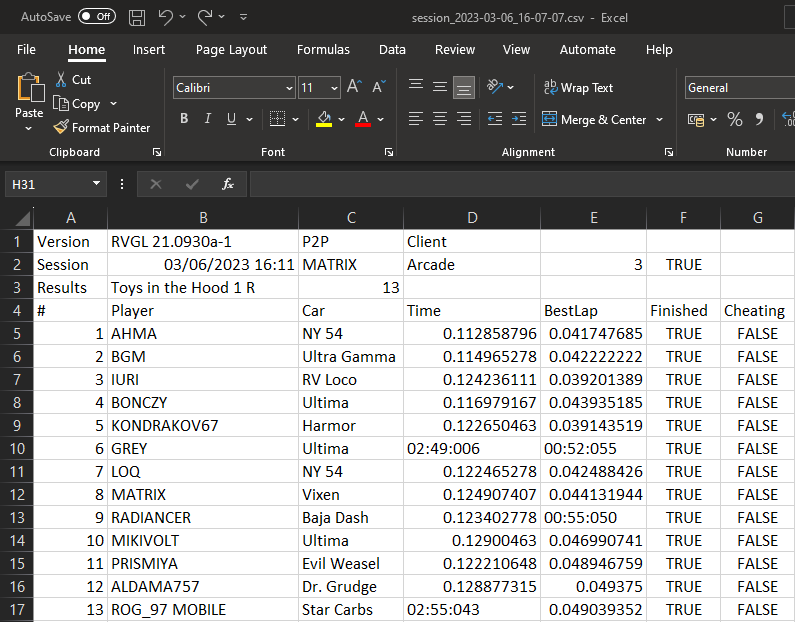 AutoSave Off session_2023-03-06_16-07-07.csv - Excel
File Home Insert Page Layout Formulas Data Review View Automate Help
Paste Cut Copy Format Painter
Calibri 11 A A
B I U A
Wrap Text
Merge & Center
General
% 9
Clipboard Font Alignment Number
H31 fx
A B C D E F G
1 Version RVGL 21.0930a-1 P2P Client
2 Session 03/06/2023 16:11 MATRIX Arcade 3 TRUE
3 Results Toys in the Hood 1 R 13
4 # Player Car Time BestLap Finished Cheating
5 1 AHMA NY 54 0.112858796 0.041747685 TRUE FALSE
6 2 BGM Ultra Gamma 0.114965278 0.042222222 TRUE FALSE
7 3 IURI RV Loco 0.124236111 0.039201389 TRUE FALSE
8 4 BONCZY Ultima 0.116979167 0.043935185 TRUE FALSE
9 5 KONDRAKOV67 Harmor 0.122650463 0.039143519 TRUE FALSE
10 6 GREY Ultima 02:49:006 00:52:055 TRUE FALSE
11 7 LOQ NY 54 0.122465278 0.042488426 TRUE FALSE
12 8 MATRIX Vixen 0.124907407 0.044131944 TRUE FALSE
13 9 RADIANCER Baja Dash 0.123402778 00:55:050 TRUE FALSE
14 10 MIKIVOLT Ultima 0.12900463 0.046990741 TRUE FALSE
15 11 PRISMIYA Evil Weasel 0.122210648 0.048946759 TRUE FALSE
16 12 ALDAMA757 Dr. Grudge 0.128877315 0.049375 TRUE FALSE
17 13 ROG_97 MOBILE Star Carbs 02:55:043 0.049039352 TRUE FALSE